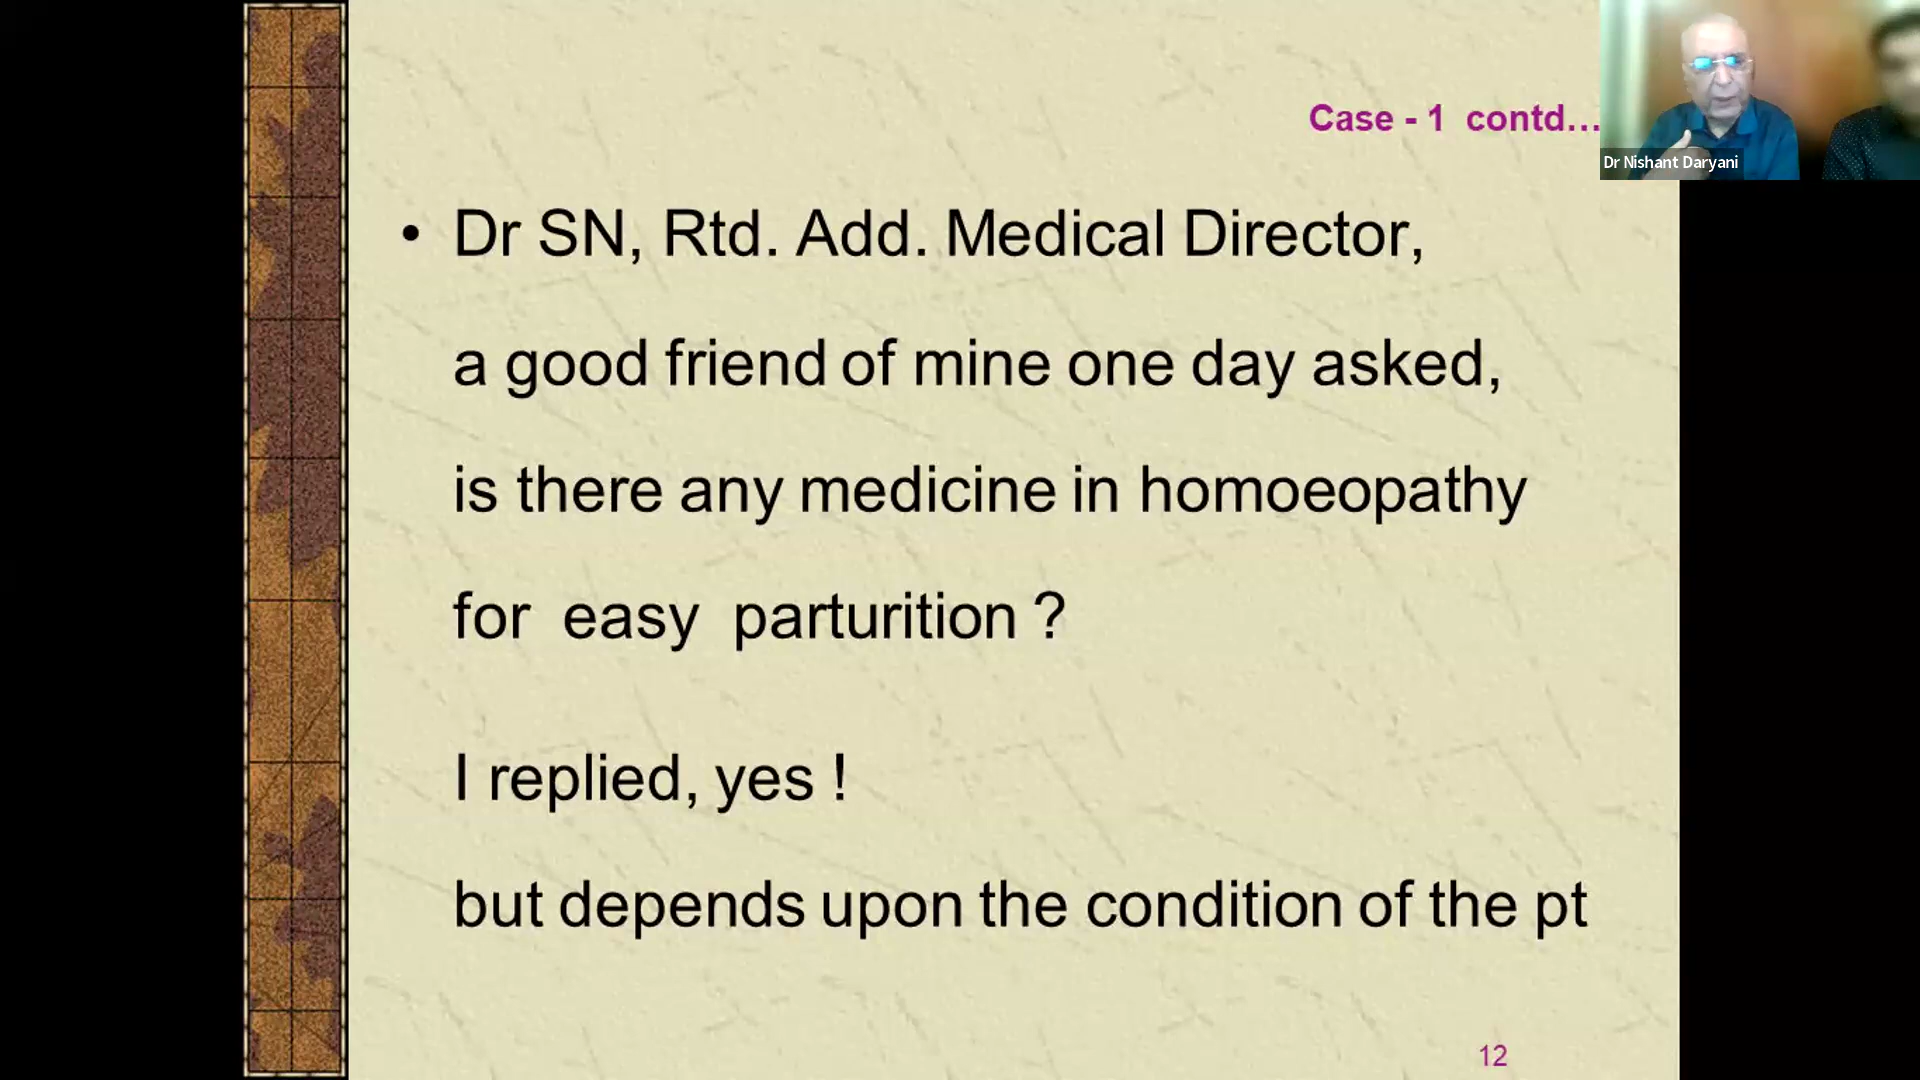 Case - 1 contd...
Dr Nishant Daryani
• Dr SN, Rtd. Add. Medical Director,
a good friend of mine one day asked,
is there any medicine in homoeopathy
for easy parturition ?
I replied, yes !
but depends upon the condition of the pt
12